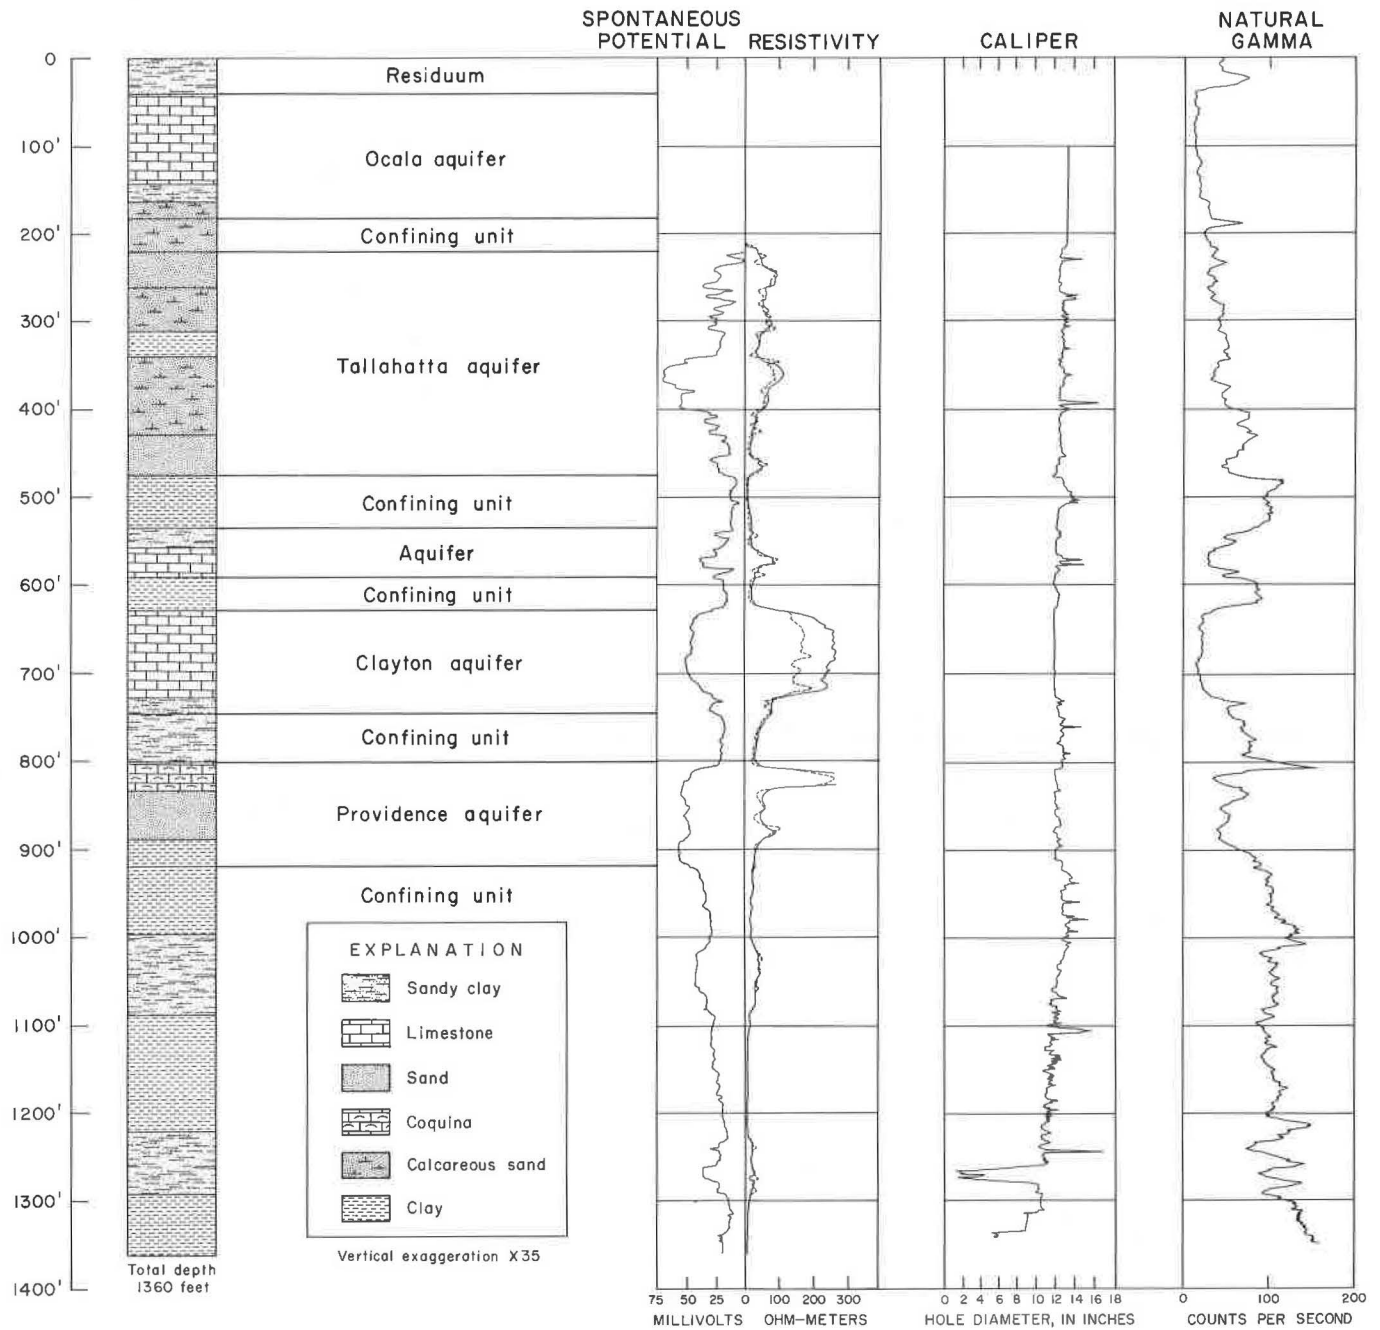 SPONTANEOUS
POTENTIAL
RESISTIVITY
CALIPER
NATURAL
GAMMA
0
100'
200'
300'
400'
500'
600'
700'
800'
900'
1000'
1100'
1200'
1300'
1400'
Residuum
Ocala aquifer
Confining unit
Tallahatta aquifer
Confining unit
Aquifer
Confining unit
Clayton aquifer
Confining unit
Providence aquifer
Confining unit
EXPLANATION
Sandy clay
Limestone
Sand
Coquina
Calcareous sand
Clay
Vertical exaggeration X35
Total depth
1360 feet
75 50 25 0 100 200 300
MILLIVOLTS OHM-METERS
0 2 4 6 8 10 12 14 16 18
HOLE DIAMETER, IN INCHES
0 100 200
COUNTS PER SECOND